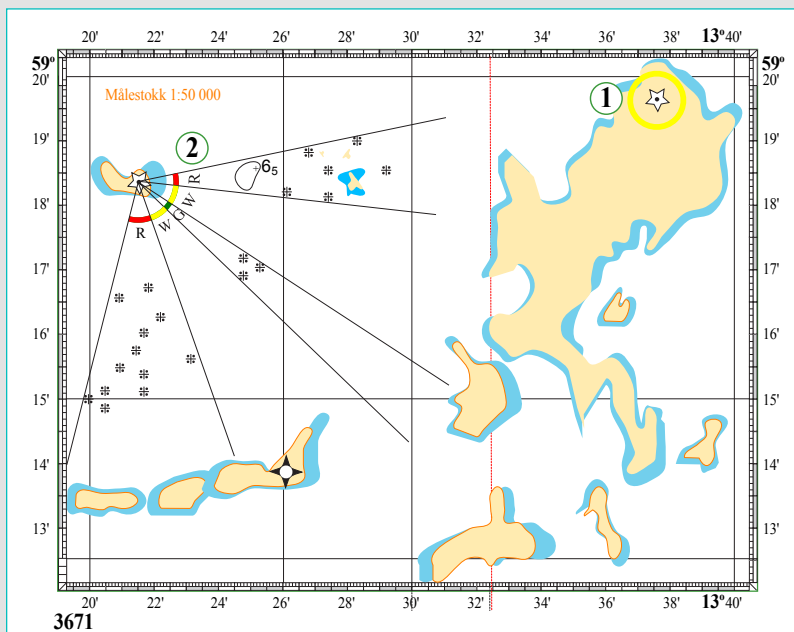 20' 22' 24' 26' 28' 30' 32' 34' 36' 38' 13° 40'
59° 59°
20' 20'
Målestokk 1:50 000
1
19' 19'
2
6₅
R
18' W 18'
G
W
R
17' 17'
16' 16'
15' 15'
14' 14'
13' 13'
20' 22' 24' 26' 28' 30' 32' 34' 36' 38' 13° 40'
3671